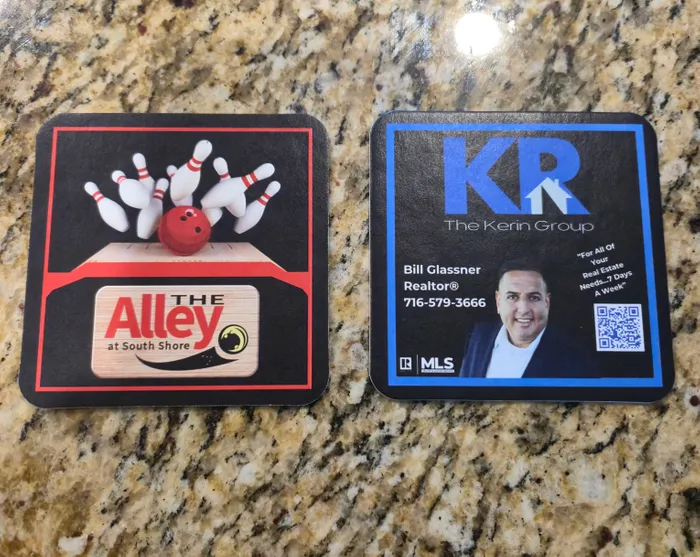 THE
Alley
at South Shore
KR
The Kerin Group
Bill Glassner
Realtor®
716-579-3666
"For All Of
Your
Real Estate
Needs...7 Days
A Week"
R
MLS